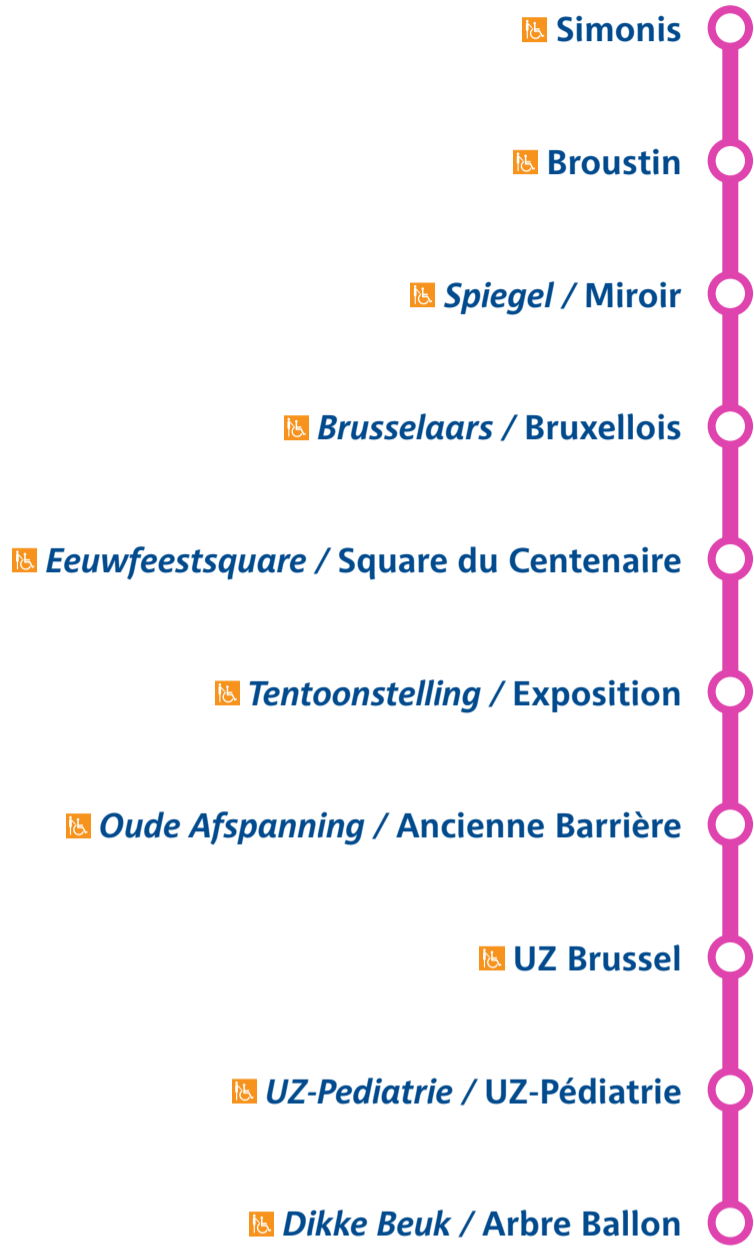 Simonis
Broustin
Spiegel / Miroir
Brusselaars / Bruxellois
Eeuwfeestsquare / Square du Centenaire
Tentoonstelling / Exposition
Oude Afspanning / Ancienne Barrière
UZ Brussel
UZ-Pediatrie / UZ-Pédiatrie
Dikke Beuk / Arbre Ballon